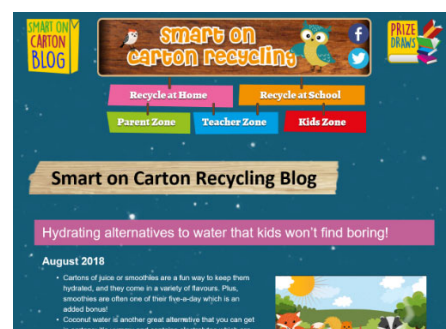 SMART ON
CARTON
BLOG
smart on
carton recycling
PRIZE
DRAWS
Recycle at Home
Recycle at School
Parent Zone
Teacher Zone
Kids Zone
Smart on Carton Recycling Blog
Hydrating alternatives to water that kids won't find boring!
August 2018
• Cartons of juice or smoothies are a fun way to keep them
hydrated, and they come in a variety of flavours. Plus,
smoothies are often one of their five-a-day which is an
added bonus!
• Coconut water is another great alternative that you can get